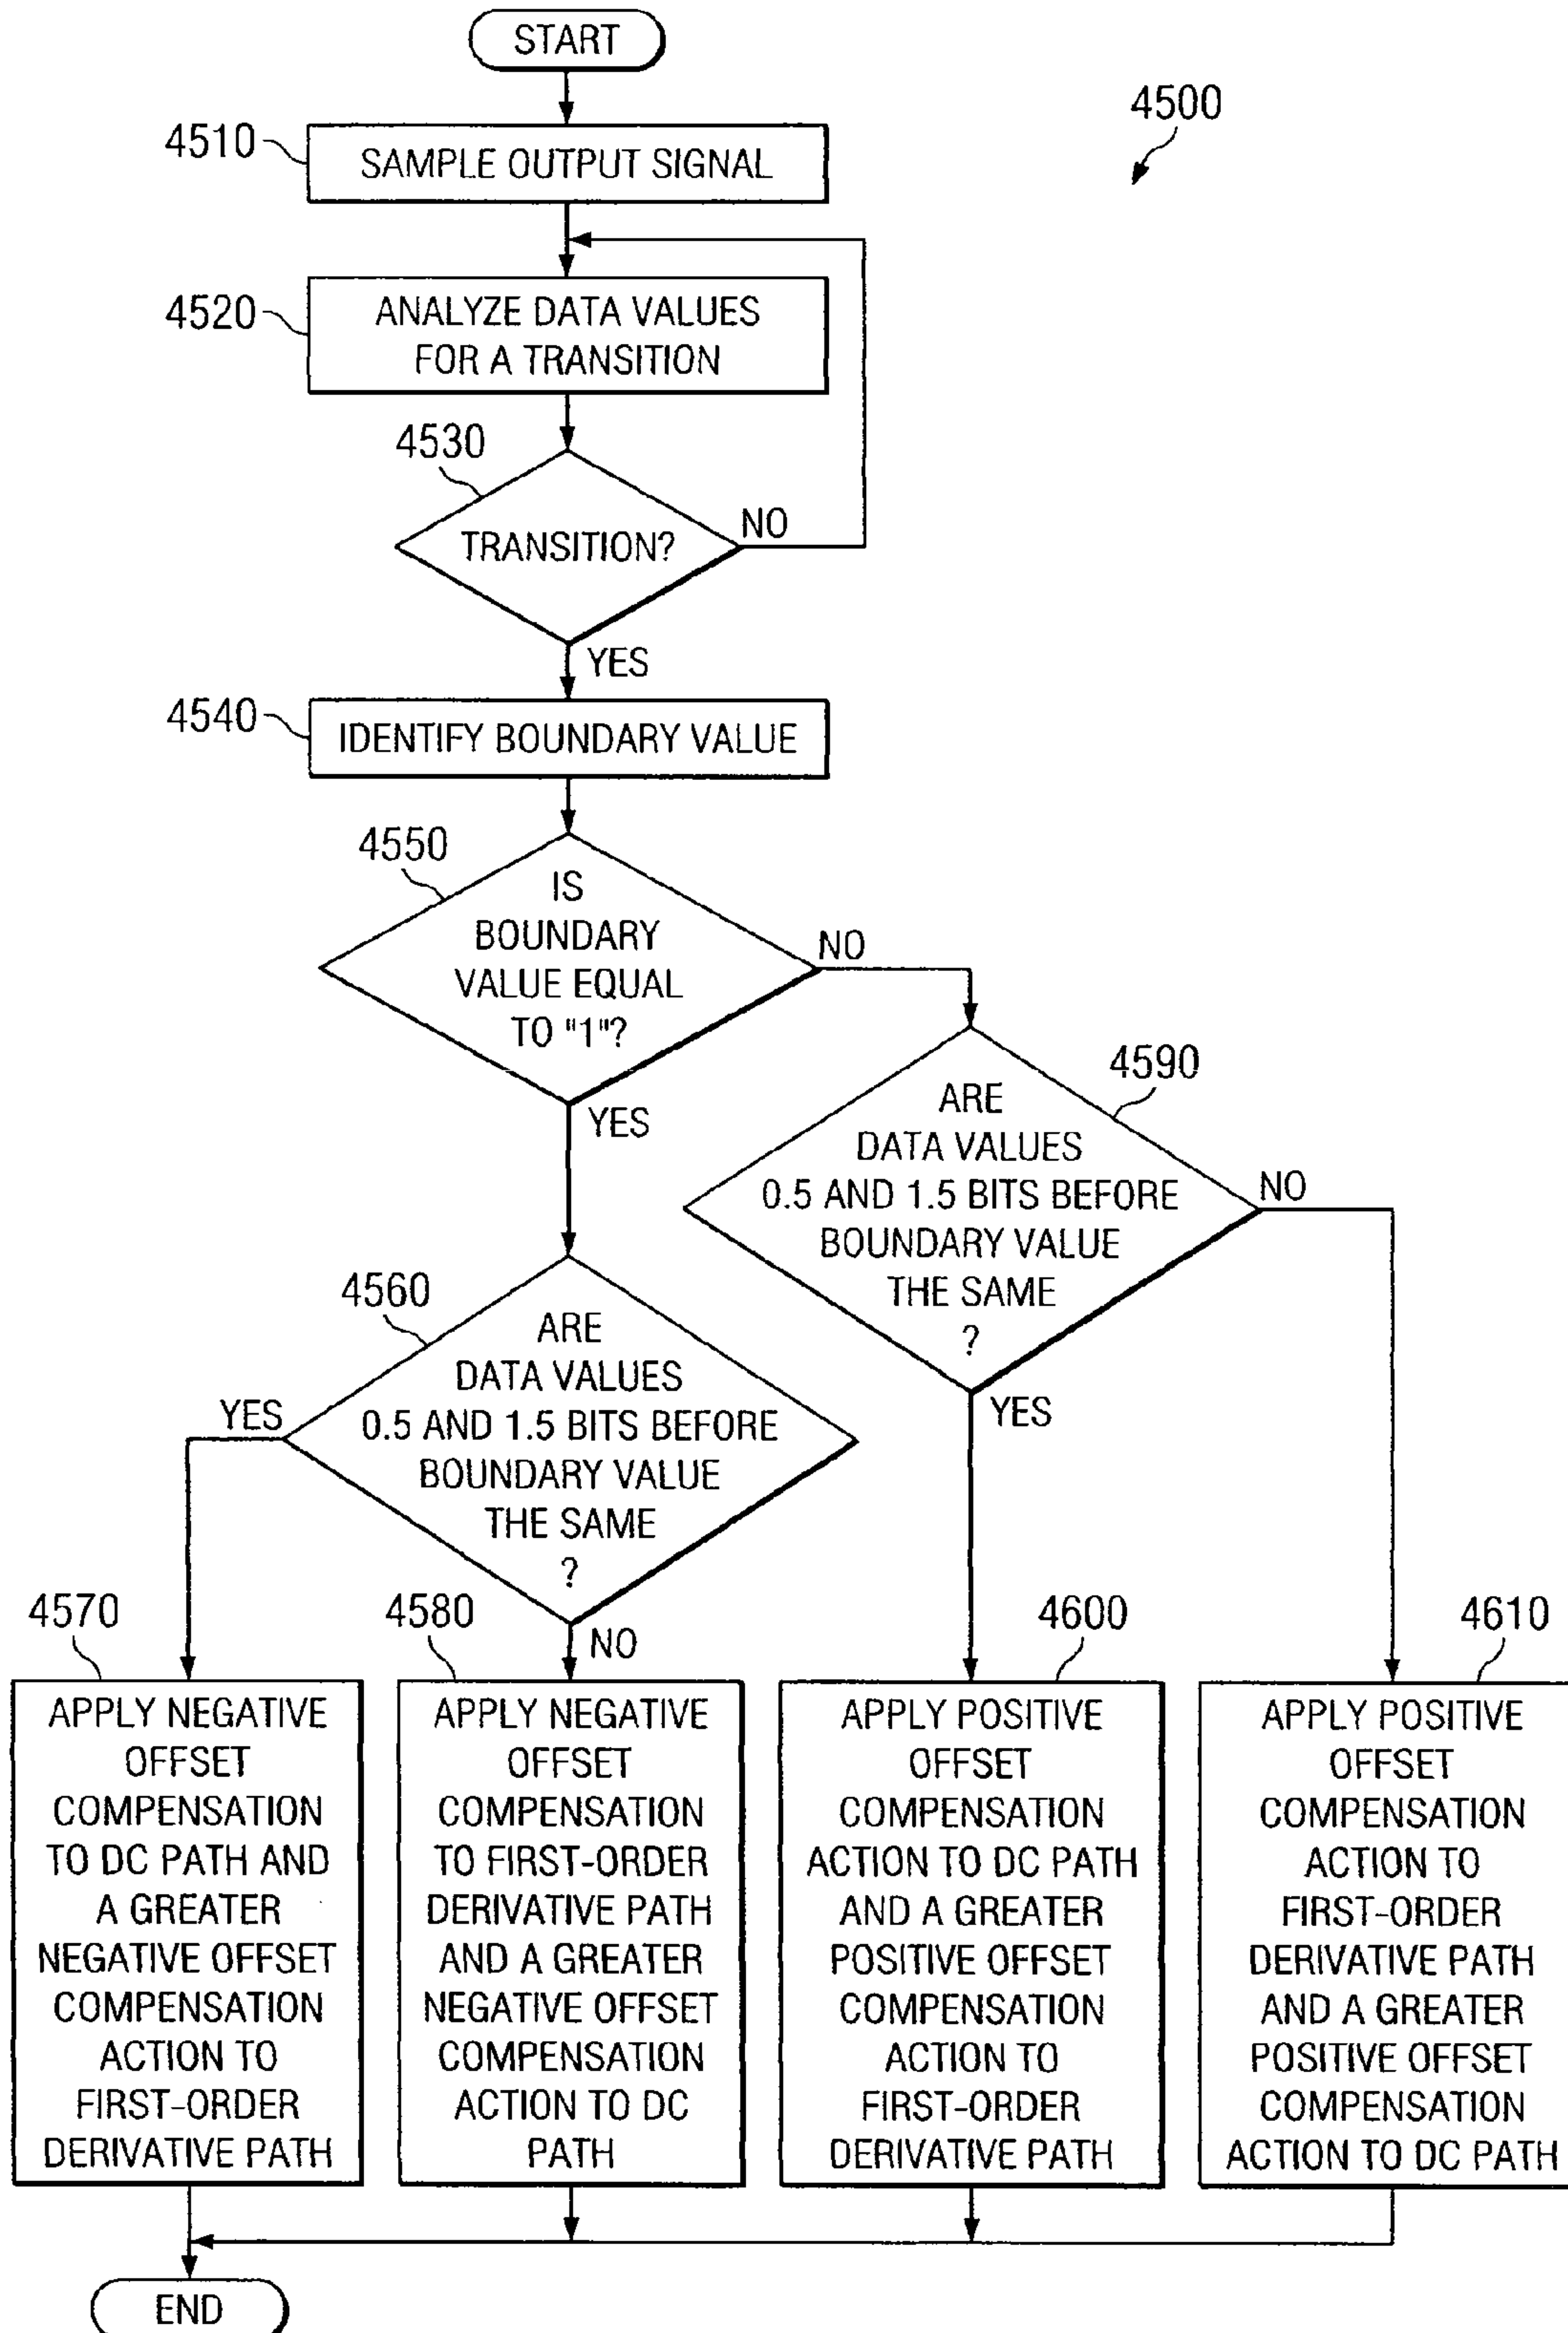 START
4500
4510
SAMPLE OUTPUT SIGNAL
4520
ANALYZE DATA VALUES
FOR A TRANSITION
4530
TRANSITION?
NO
YES
4540
IDENTIFY BOUNDARY VALUE
4550
IS
BOUNDARY
VALUE EQUAL
TO "1"?
NO
YES
4590
ARE
DATA VALUES
0.5 AND 1.5 BITS BEFORE
BOUNDARY VALUE
THE SAME
?
NO
YES
4560
ARE
DATA VALUES
0.5 AND 1.5 BITS BEFORE
BOUNDARY VALUE
THE SAME
?
YES
NO
4570
APPLY NEGATIVE
OFFSET
COMPENSATION
TO DC PATH AND
A GREATER
NEGATIVE OFFSET
COMPENSATION
ACTION TO
FIRST-ORDER
DERIVATIVE PATH
4580
APPLY NEGATIVE
OFFSET
COMPENSATION
TO FIRST-ORDER
DERIVATIVE PATH
AND A GREATER
NEGATIVE OFFSET
COMPENSATION
ACTION TO DC
PATH
4600
APPLY POSITIVE
OFFSET
COMPENSATION
ACTION TO DC PATH
AND A GREATER
POSITIVE OFFSET
COMPENSATION
ACTION TO
FIRST-ORDER
DERIVATIVE PATH
4610
APPLY POSITIVE
OFFSET
COMPENSATION
ACTION TO
FIRST-ORDER
DERIVATIVE PATH
AND A GREATER
POSITIVE OFFSET
COMPENSATION
ACTION TO DC PATH
END